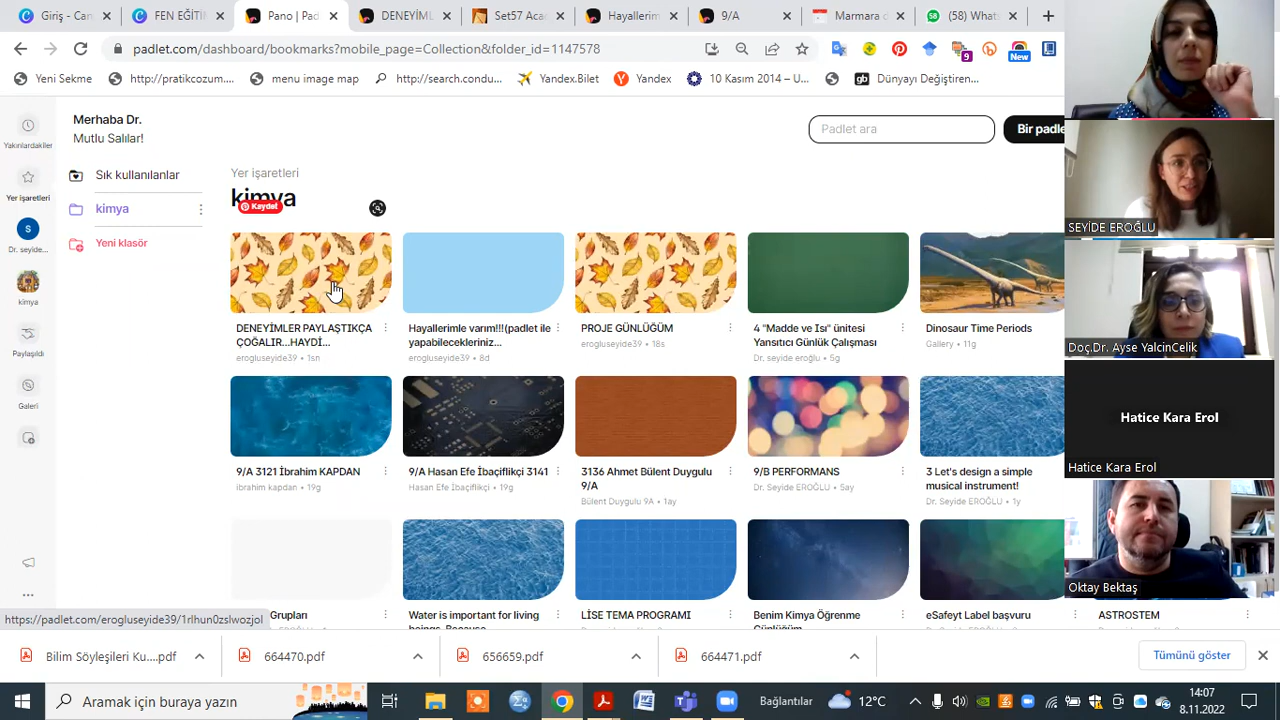 Giriş - Can
FEN EĞİTİM
Pano | Pad
DENEYİML
Set57 Acad
Hayallerim
9/A
Marmara d
(58) What
padlet.com/dashboard/bookmarks?mobile_page=Collection&folder_id=1147578
9
New
Yeni Sekme
http://pratikcozum....
menu image map
http://search.condu...
Yandex.Bilet
Yandex
10 Kasım 2014 – U...
gb
Dünyayı Değiştiren...
Merhaba Dr.
Mutlu Salılar!
Padlet ara
Bir padle
Yakınlardakiler
Yer işaretleri
S
Dr. seyide...
kimya
Paylaşıldı
Galeri
Sık kullanılanlar
kimya
Yeni klasör
Yer işaretleri
kimya
Kaydet
DENEYİMLER PAYLAŞTIKÇA
ÇOĞALIR...HAYDİ...
erogluseyide39 • 1sn
Hayallerimle varım!!!(padlet ile
yapabilecekleriniz...
erogluseyide39 • 8d
PROJE GÜNLÜĞÜM
erogluseyide39 • 18s
4 "Madde ve Isı" ünitesi
Yansıtıcı Günlük Çalışması
Dr. seyide eroğlu • 5g
Dinosaur Time Periods
Gallery • 11g
9/A 3121 İbrahim KAPDAN
ibrahim kapdan • 19g
9/A Hasan Efe İbaçiflikçi 3141
Hasan Efe İbaçiflikçi • 19g
3136 Ahmet Bülent Duygulu
9/A
Bülent Duygulu 9A • 1ay
9/B PERFORMANS
Dr. Seyide EROĞLU • 5ay
3 Let's design a simple
musical instrument!
Dr. Seyide EROĞLU • 1y
Grupları
Water is important for living
beings. Because
LİSE TEMA PROGRAMI
Benim Kimya Öğrenme
Günlüğüm
eSafeyt Label başvuru
ASTROSTEM
https://padlet.com/erogluseyide39/1rlhun0zslwozjol
SEYİDE EROĞLU
Doç.Dr. Ayse YalcinCelik
Hatice Kara Erol
Hatice Kara Erol
Oktay Bektaş
Bilim Söyleşileri Ku....pdf
664470.pdf
656659.pdf
664471.pdf
Tümünü göster
Aramak için buraya yazın
Bağlantılar
12°C
14:07
8.11.2022